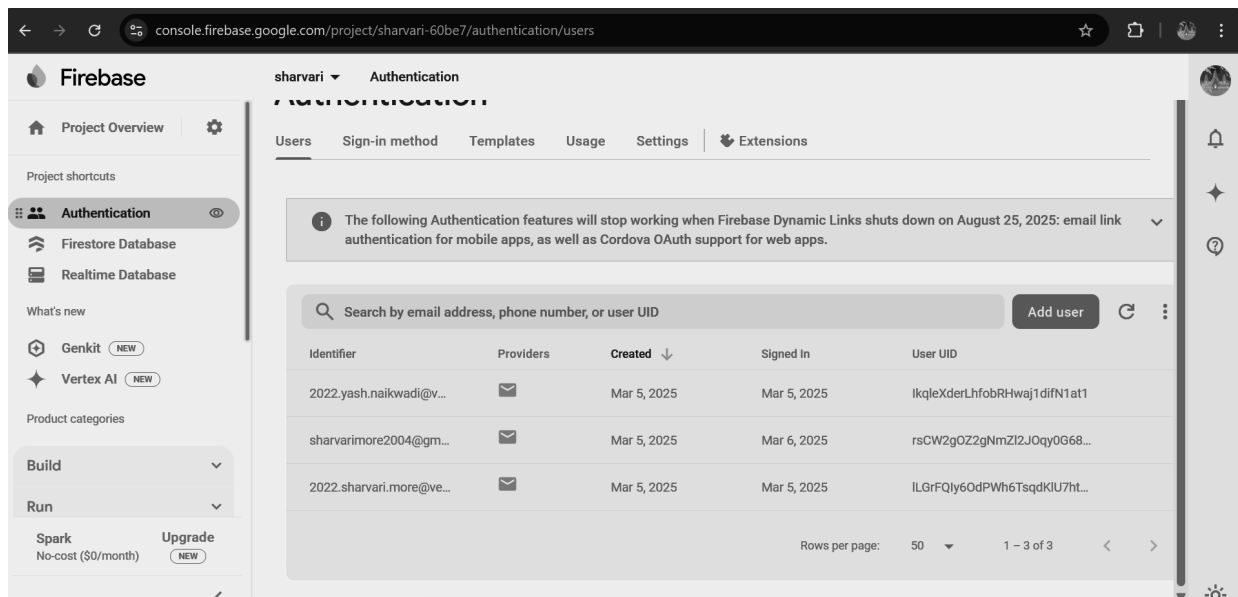 console.firebase.google.com/project/sharvari-60be7/authentication/users
Firebase
sharvari Authentication
Authentication
Project Overview
Users Sign-in method Templates Usage Settings Extensions
Project shortcuts
Authentication
Firestore Database
Realtime Database
What's new
Genkit NEW
Vertex AI NEW
Product categories
Build
Run
Spark
No-cost ($0/month)
Upgrade
NEW
The following Authentication features will stop working when Firebase Dynamic Links shuts down on August 25, 2025: email link
authentication for mobile apps, as well as Cordova OAuth support for web apps.
Search by email address, phone number, or user UID
Add user
Identifier Providers Created Signed In User UID
2022.yash.naikwadi@v... Mar 5, 2025 Mar 5, 2025 IkqleXderLhfobRHwaj1difN1at1
sharvarimore2004@gm... Mar 5, 2025 Mar 6, 2025 rsCW2gOZ2gNmZl2JOqy0G68...
2022.sharvari.more@ve... Mar 5, 2025 Mar 5, 2025 lLGrFQIy6OdPWh6TsqdKlU7ht...
Rows per page: 50 1 – 3 of 3